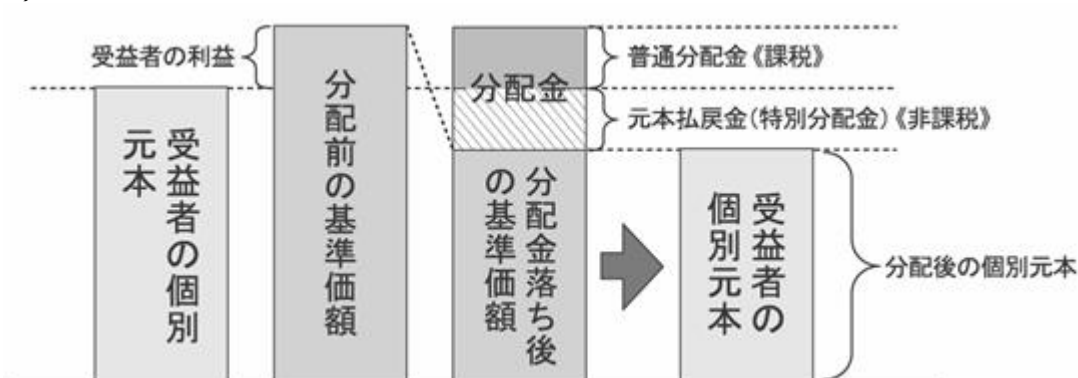 受益者の利益
受益者の個別
元本
分配前の基準価額
分配金
分配金落ち後
の基準価額
普通分配金《課税》
元本払戻金(特別分配金)《非課税》
受益者の
個別元本
分配後の個別元本